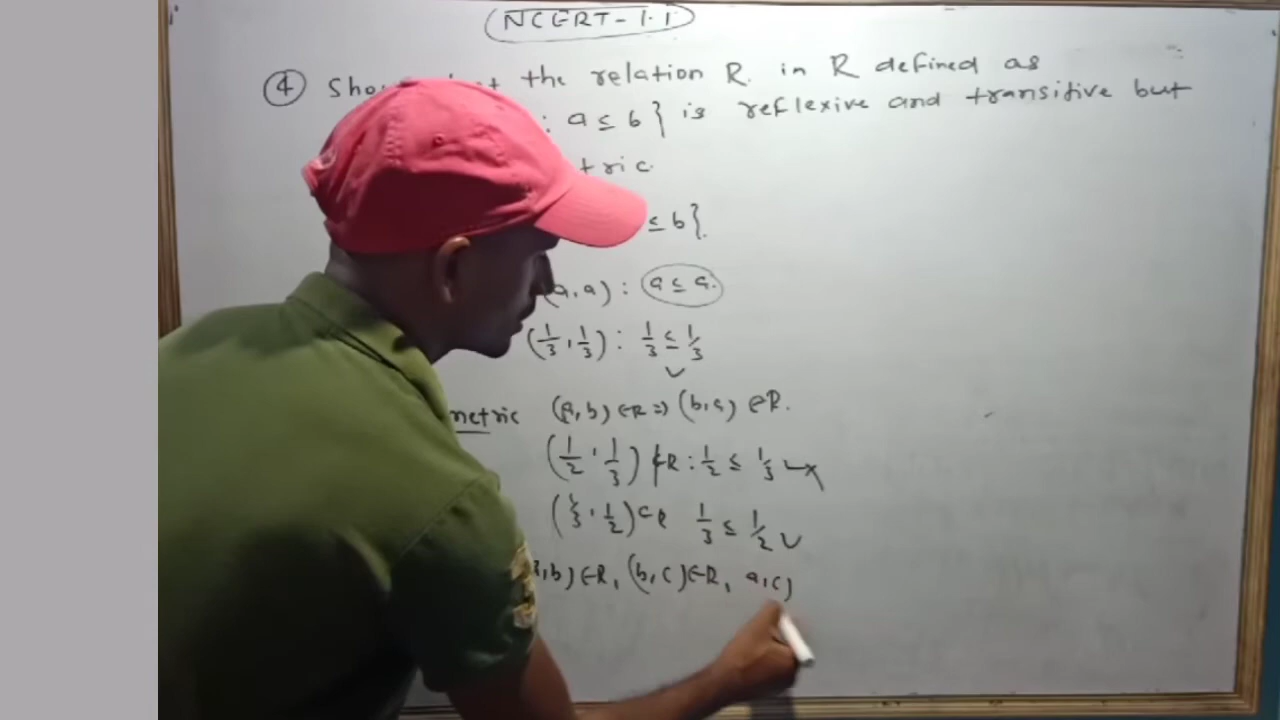 NCERT-1.1
④ Sho t the relation R in R defined as
: a ≤ b} is reflexive and transitive but
tric.
≤ b}.
(a,a) : a ≤ a.
(1/3, 1/3) : 1/3 ≤ 1/3 ✓
metric (a,b) ∈R ⇒ (b,a) ∈R.
(1/2, 1/3) ∉R : 1/2 ≤ 1/3 ✗
(1/3, 1/2) ∈R 1/3 ≤ 1/2 ✓
,b) ∈R, (b,c) ∈R, a,c)